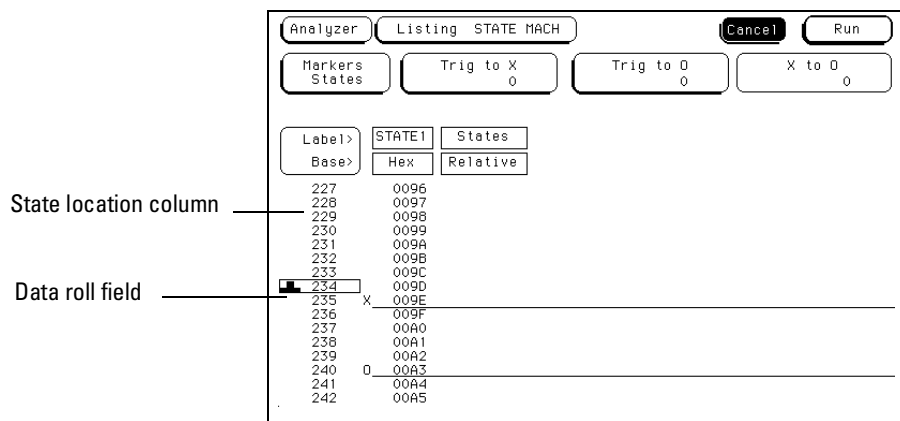 Analyzer Listing STATE MACH Cancel Run
Markers States Trig to X 0 Trig to O 0 X to O 0
Label> STATE1 States
Base> Hex Relative
227 0096
228 0097
State location column
229 0098
230 0099
231 009A
232 009B
233 009C
234 009D
Data roll field
235 X 009E
236 009F
237 00A0
238 00A1
239 00A2
240 O 00A3
241 00A4
242 00A5